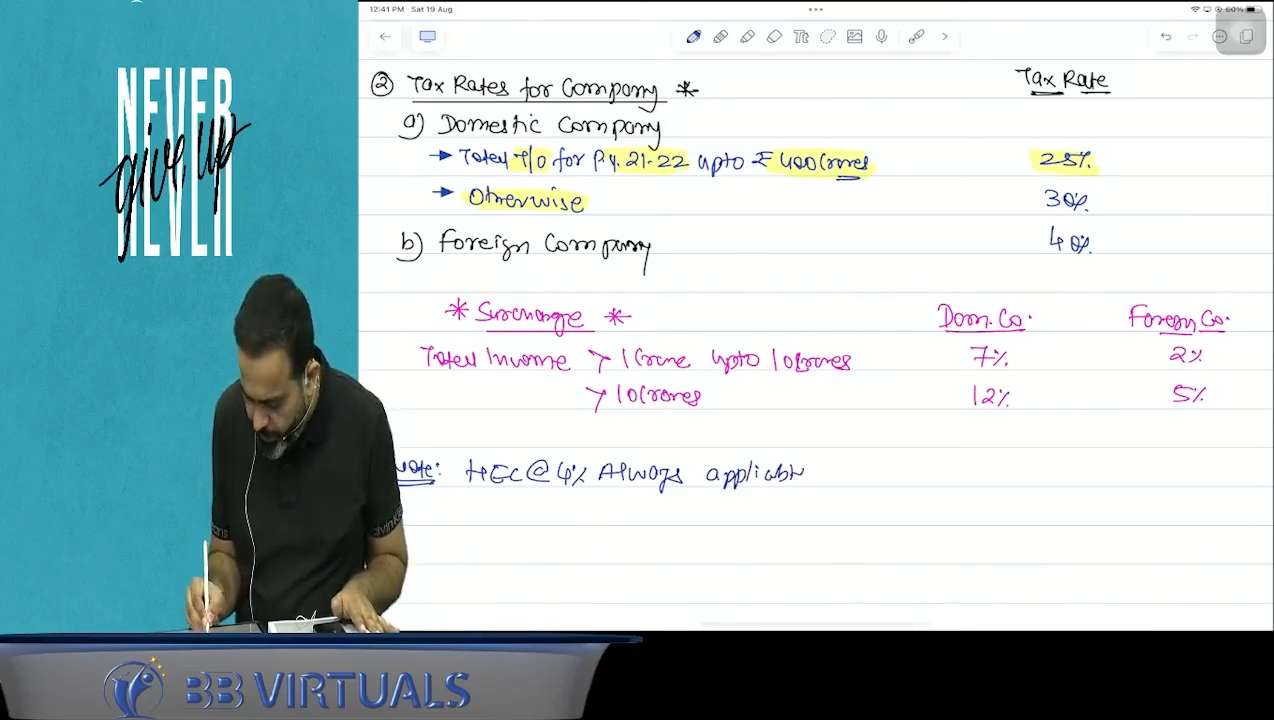 12:41 PM Sat 19 Aug
60%
NEVER
give up
NEVER
② Tax Rates for Company *
Tax Rate
a) Domestic Company
→ Total T/O for P.Y. 21-22 upto ₹ 400 Crores 25%
→ Otherwise 30%
b) Foreign Company 40%
* Surcharge * Dom. Co. Foreign Co.
Total Income > 1 Crore upto 10 Crores 7% 2%
> 10 Crores 12% 5%
Note: HEC @ 4% Always applicable
BB VIRTUALS